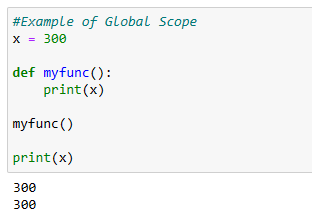 #Example of Global Scope
x = 300
def myfunc():
    print(x)
myfunc()
print(x)
300
300